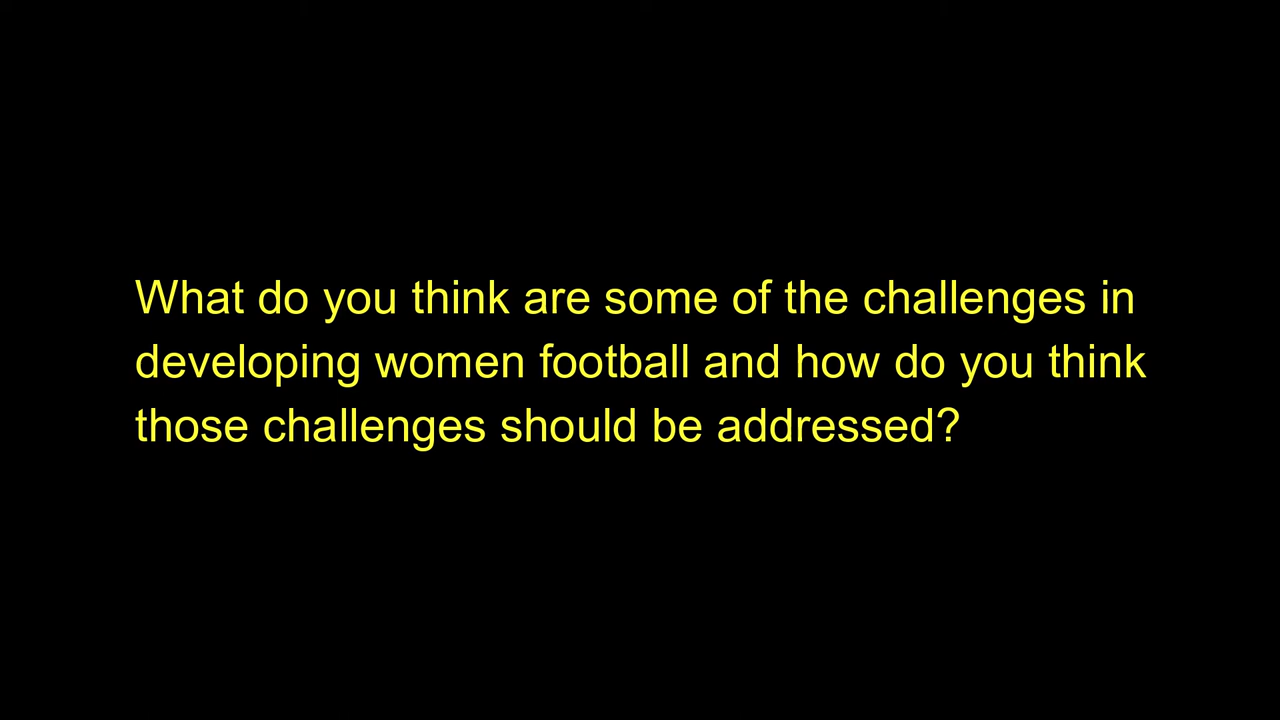 What do you think are some of the challenges in
developing women football and how do you think
those challenges should be addressed?